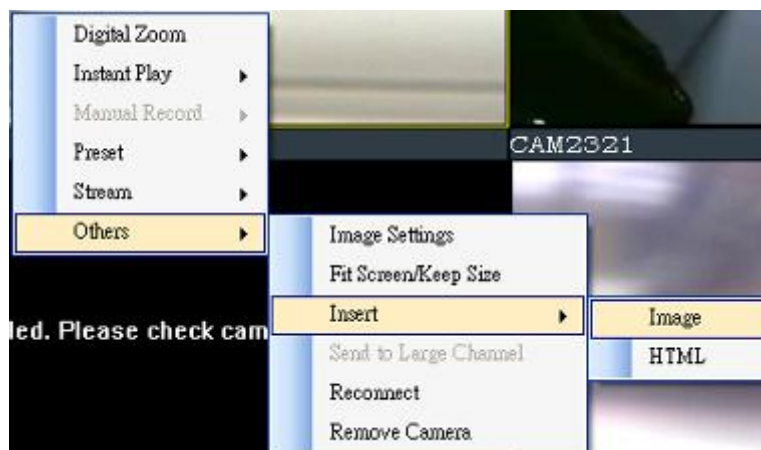 Digital Zoom
Instant Play
Manual Record
Preset
Stream
Others
CAM2321
Image Settings
Fit Screen/Keep Size
Insert
Send to Large Channel
Reconnect
Remove Camera
Image
HTML
led. Please check cam